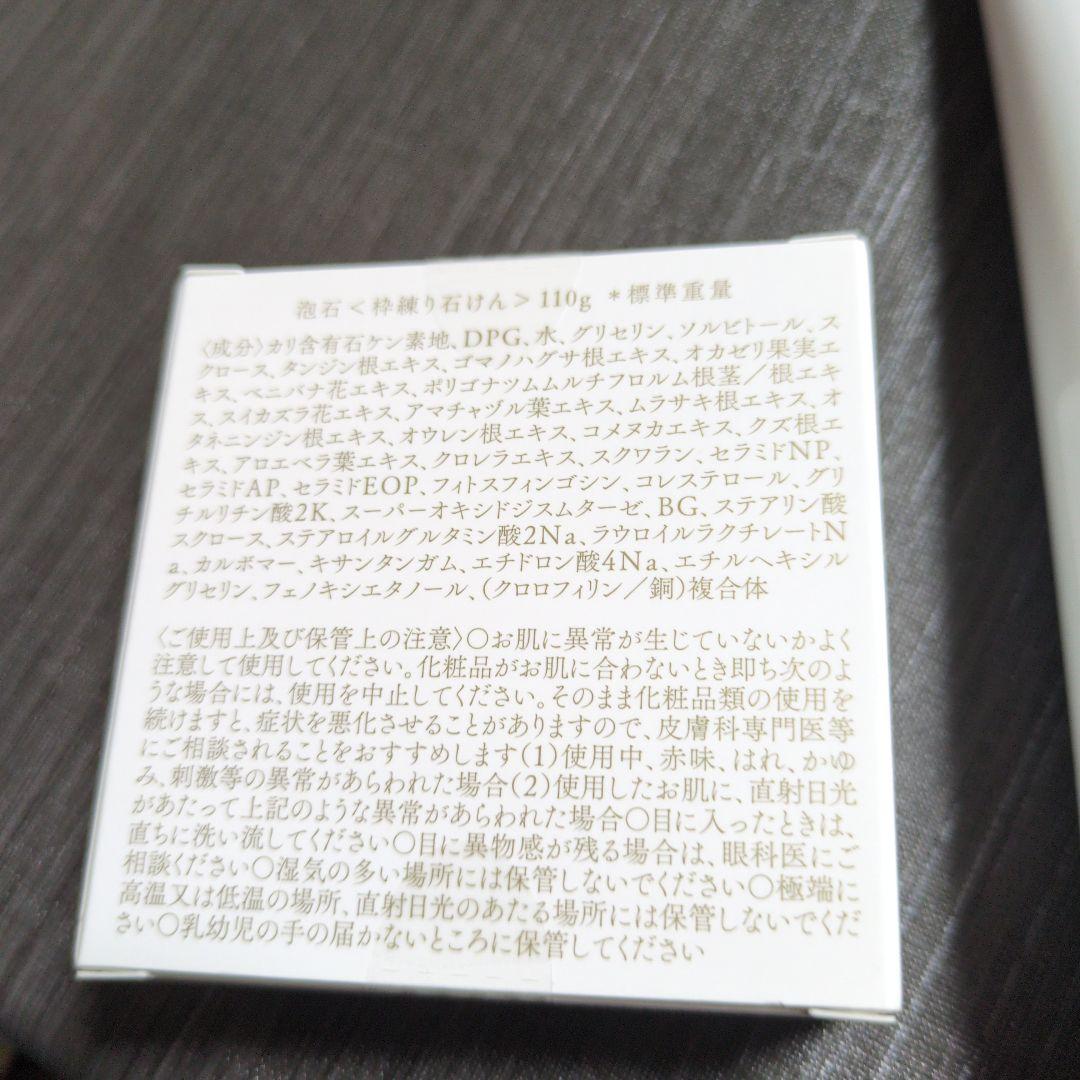 泡石＜枠練り石けん＞110g ＊標準重量
〈成分〉カリ含有石ケン素地、DPG、水、グリセリン、ソルビトール、ス
クロース、タンジン根エキス、ゴマノハグサ根エキス、オカゼリ果実エ
キス、ベニバナ花エキス、ポリゴナツムムルチフロルム根茎／根エキ
ス、スイカズラ花エキス、アマチャヅル葉エキス、ムラサキ根エキス、オ
タネニンジン根エキス、オウレン根エキス、コメヌカエキス、クズ根エ
キス、アロエベラ葉エキス、クロレラエキス、スクワラン、セラミドNP、
セラミドAP、セラミドEOP、フィトスフィンゴシン、コレステロール、グリ
チルリチン酸2K、スーパーオキシドジスムターゼ、BG、ステアリン酸
スクロース、ステアロイルグルタミン酸2Na、ラウロイルラクチレートN
a、カルボマー、キサンタンガム、エチドロン酸4Na、エチルヘキシル
グリセリン、フェノキシエタノール、(クロロフィリン／銅)複合体
〈ご使用上及び保管上の注意〉〇お肌に異常が生じていないかよく
注意して使用してください。化粧品がお肌に合わないとき即ち次のよ
うな場合には、使用を中止してください。そのまま化粧品類の使用を
続けますと、症状を悪化させることがありますので、皮膚科専門医等
にご相談されることをおすすめします(1)使用中、赤味、はれ、かゆ
み、刺激等の異常があらわれた場合(2)使用したお肌に、直射日光
があたって上記のような異常があらわれた場合〇目に入ったときは、
直ちに洗い流してください〇目に異物感が残る場合は、眼科医にご
相談ください〇湿気の多い場所には保管しないでください〇極端に
高温又は低温の場所、直射日光のあたる場所には保管しないでくだ
さい〇乳幼児の手の届かないところに保管してください